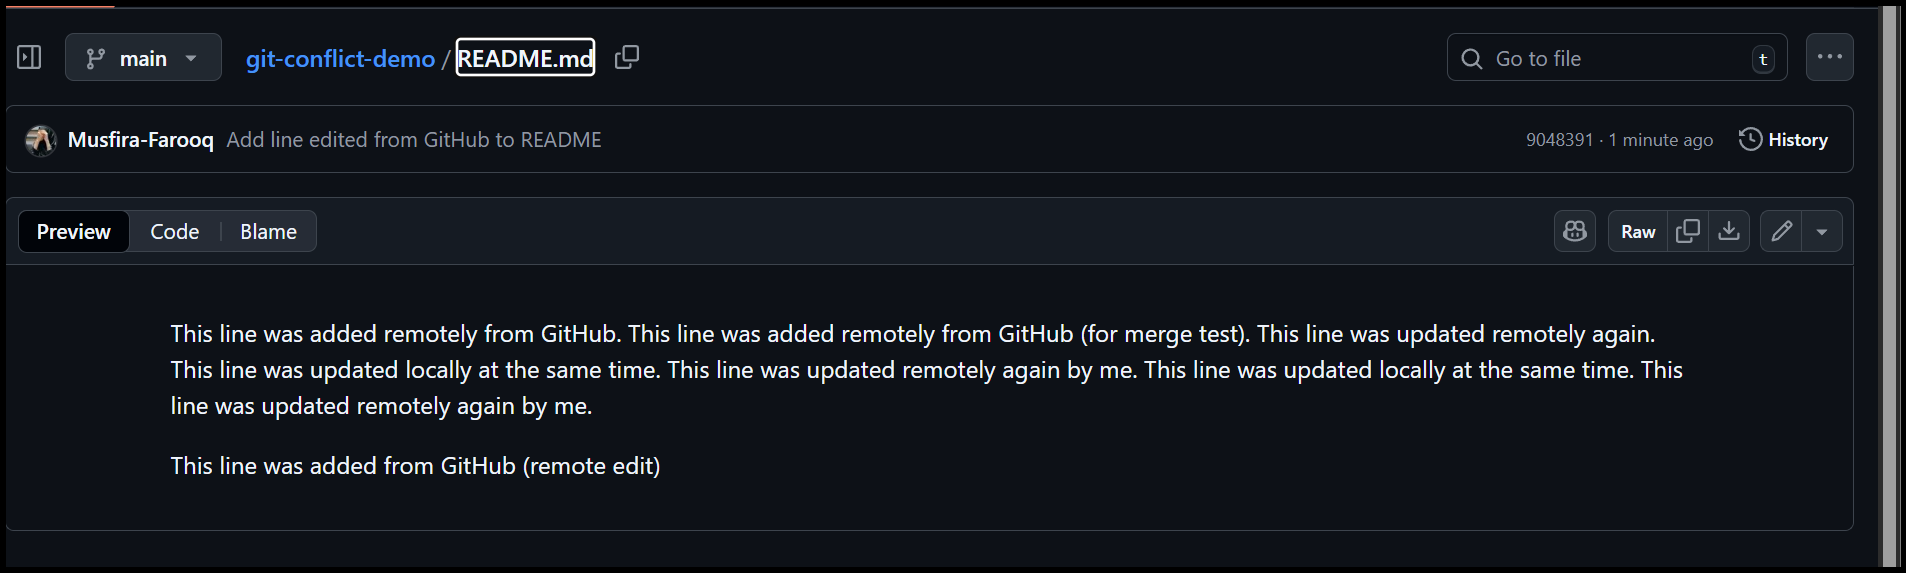 main
git-conflict-demo / README.md
Go to file
t
Musfira-Farooq Add line edited from GitHub to README
9048391 · 1 minute ago
History
Preview
Code
Blame
Raw
This line was added remotely from GitHub. This line was added remotely from GitHub (for merge test). This line was updated remotely again.
This line was updated locally at the same time. This line was updated remotely again by me. This line was updated locally at the same time. This
line was updated remotely again by me.
This line was added from GitHub (remote edit)